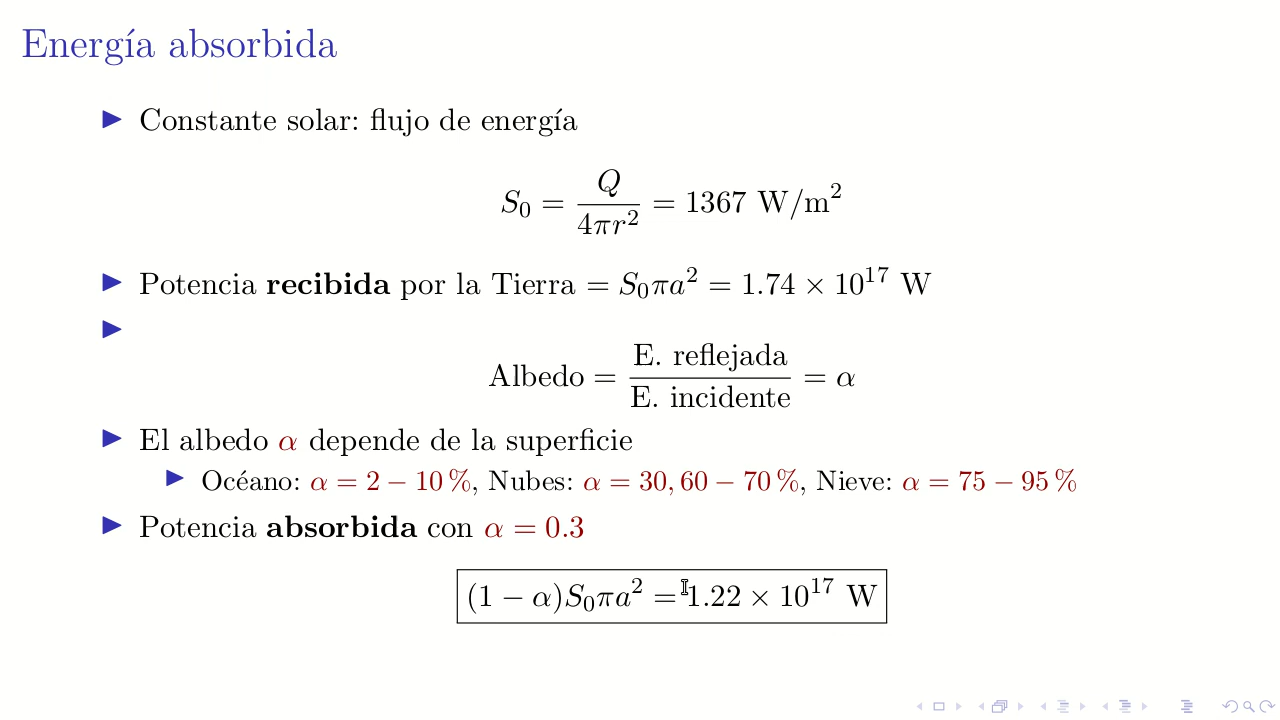 Energía absorbida
Constante solar: flujo de energía
S₀ = Q / 4πr² = 1367 W/m²
Potencia recibida por la Tierra = S₀πa² = 1.74 × 10¹⁷ W
Albedo = E. reflejada / E. incidente = α
El albedo α depende de la superficie
Océano: α = 2 − 10 %, Nubes: α = 30, 60 − 70 %, Nieve: α = 75 − 95 %
Potencia absorbida con α = 0.3
(1 − α)S₀πa² = 1.22 × 10¹⁷ W